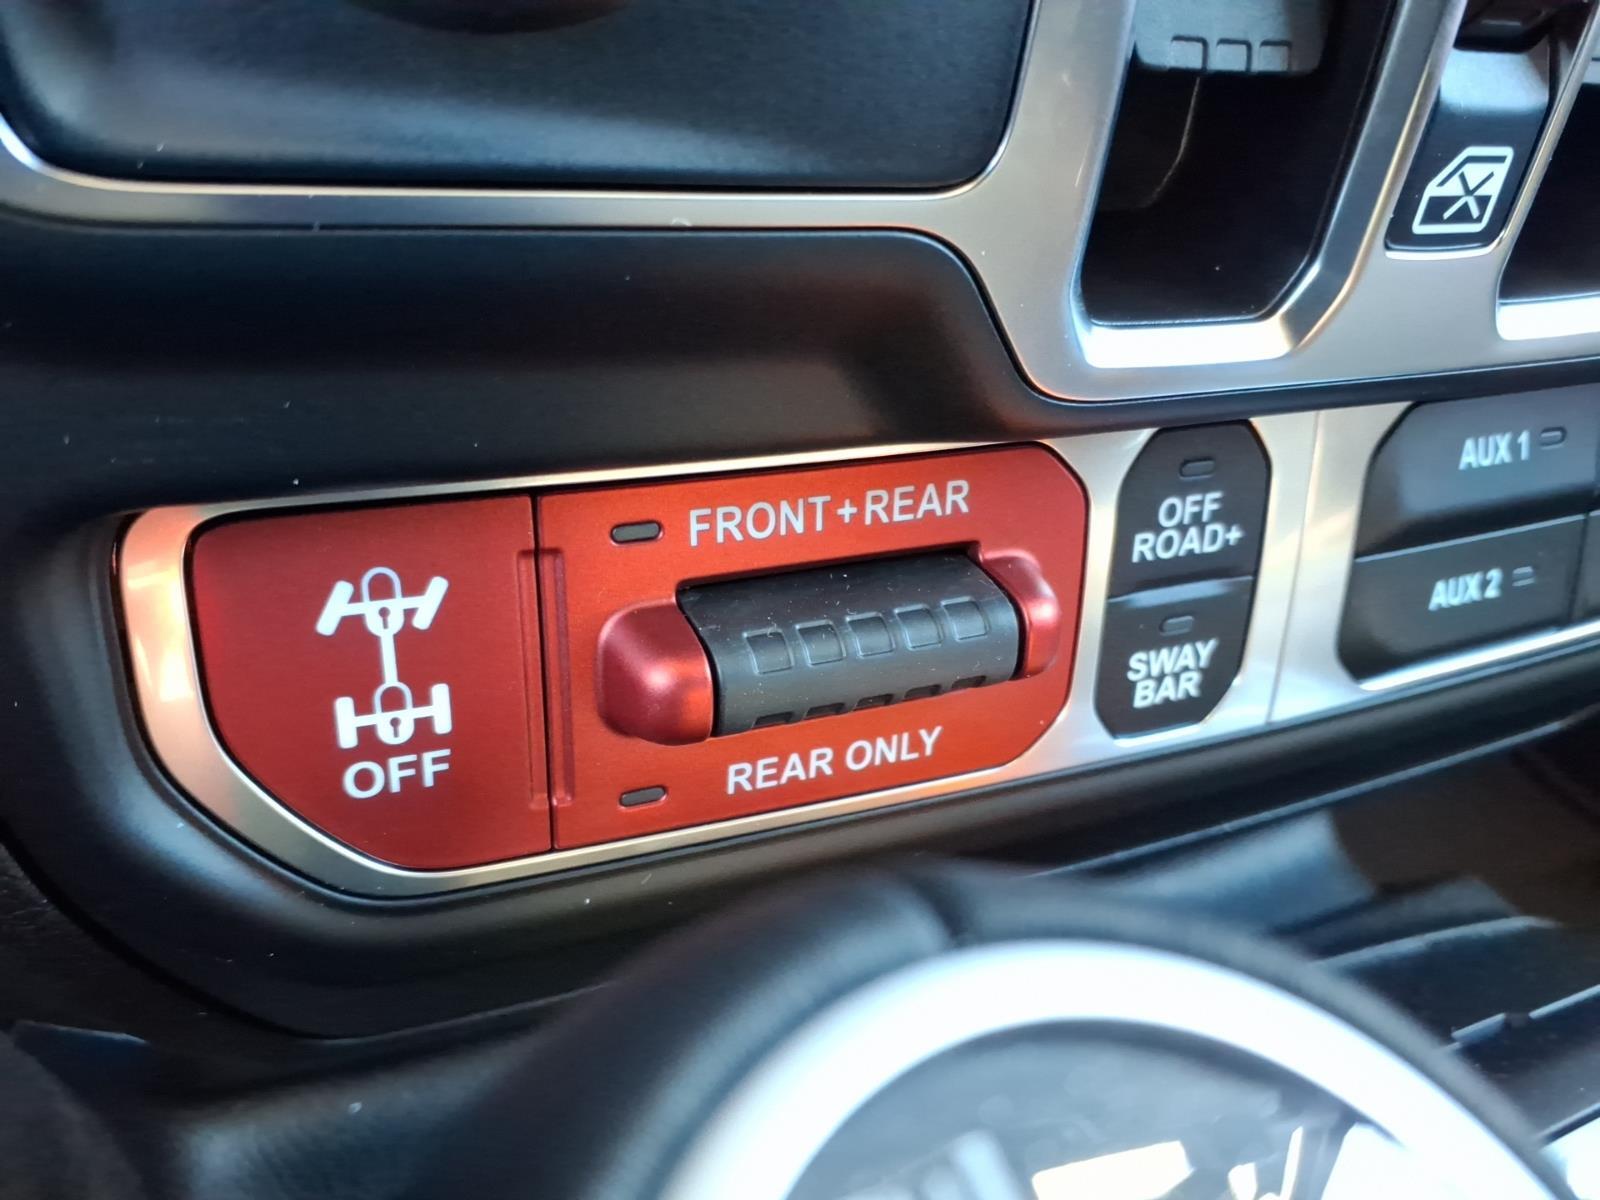 FRONT+REAR
OFF
REAR ONLY
OFF
ROAD+
SWAY
BAR
AUX 1
AUX 2